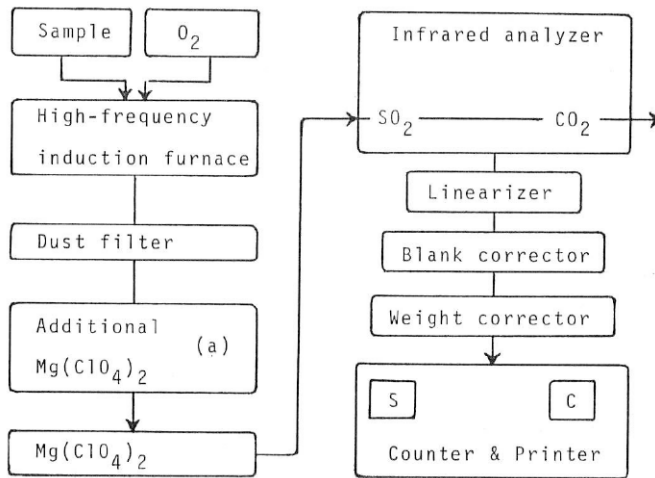 Sample
O₂
High-frequency
induction furnace
Dust filter
Additional
(a)
Mg(ClO₄)₂
Mg(ClO₄)₂
Infrared analyzer
SO₂
CO₂
Linearizer
Blank corrector
Weight corrector
S
C
Counter & Printer